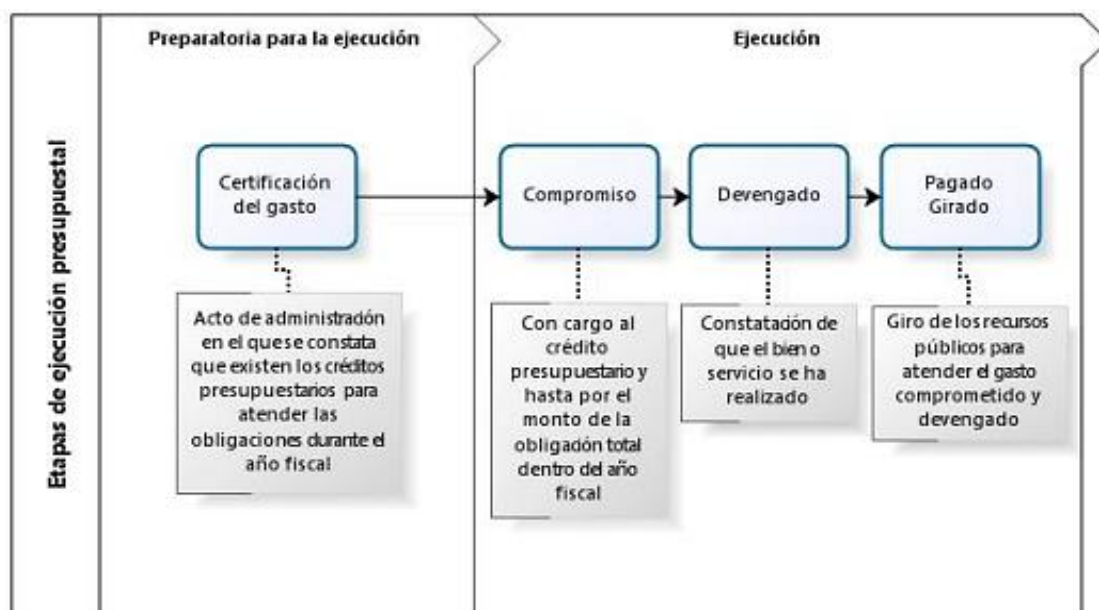 Etapas de ejecución presupuestal
Preparatoria para la ejecución
Ejecución
Certificación
del gasto
Compromiso
Devengado
Pagado
Girado
Acto de administración
en el que se constata
que existen los créditos
presupuestarios para
atender las
obligaciones durante el
año fiscal
Con cargo al
crédito
presupuestario y
hasta por el
monto de la
obligación total
dentro del año
fiscal
Constatación de
que el bien o
servicio se ha
realizado
Giro de los recursos
públicos para
atender el gasto
comprometido y
devengado